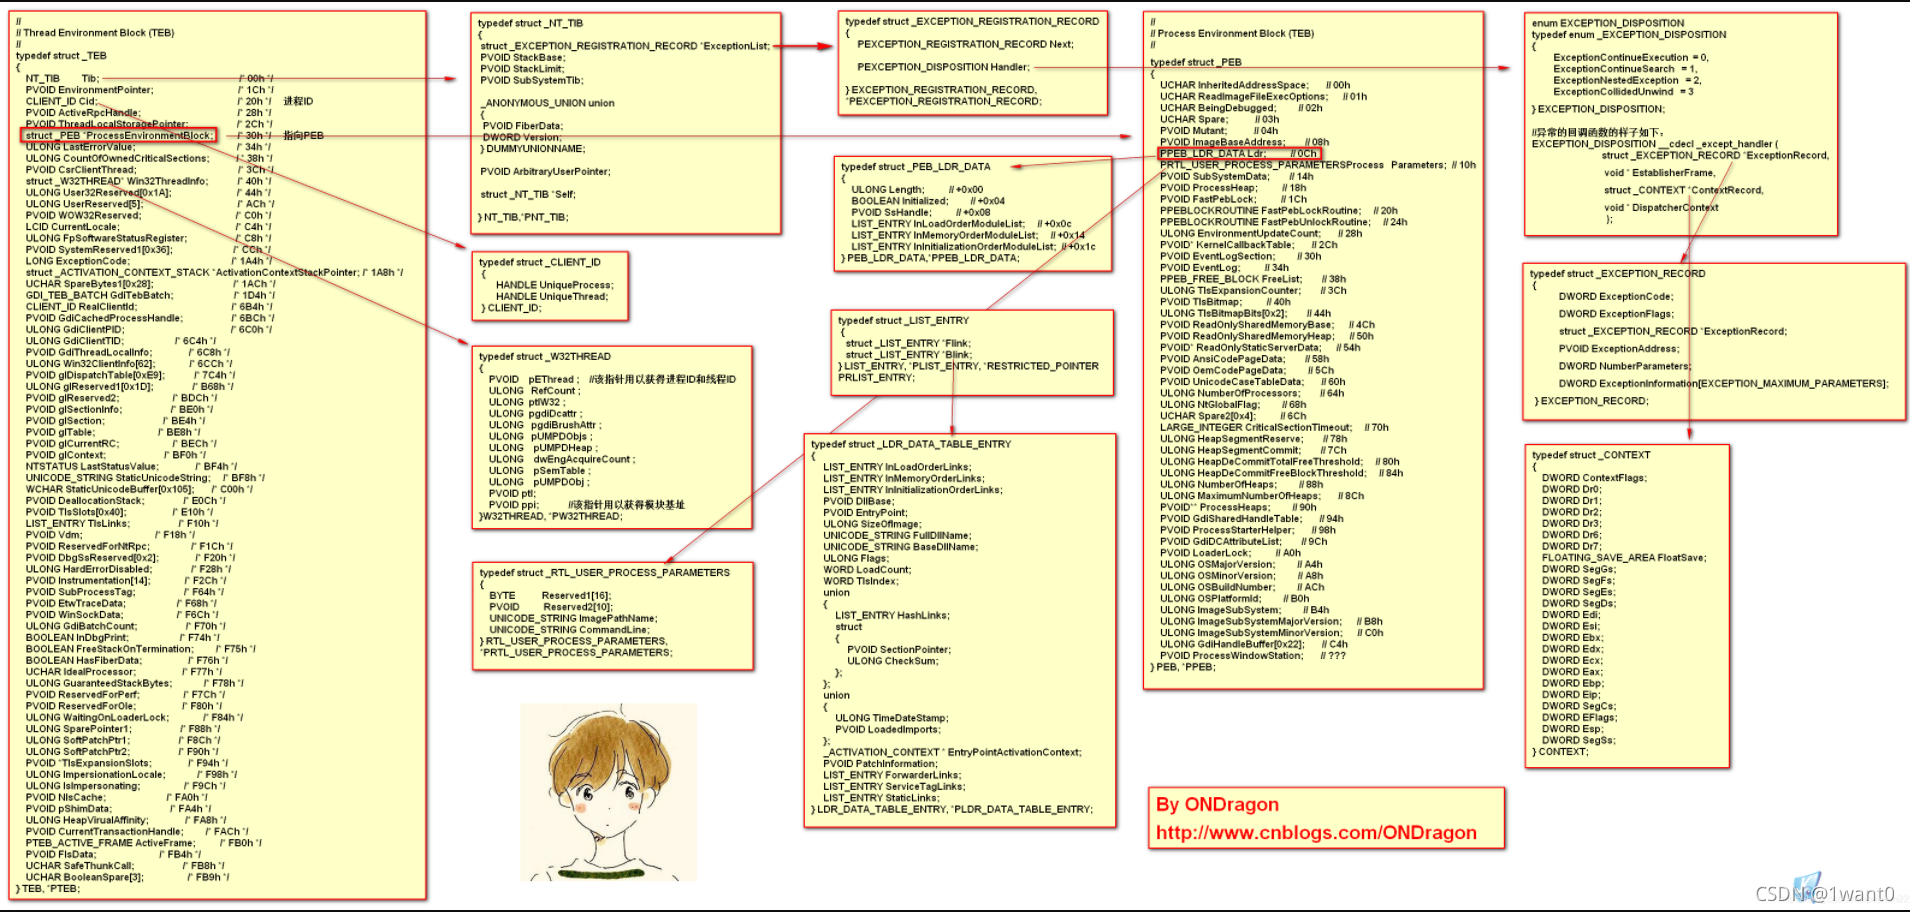 //
// Thread Environment Block (TEB)
//
typedef struct _TEB
{
NT_TIB Tib; /* 00h */
PVOID EnvironmentPointer; /* 1Ch */
CLIENT_ID Cid; /* 20h */ 进程ID
PVOID ActiveRpcHandle; /* 28h */
PVOID ThreadLocalStoragePointer; /* 2Ch */
struct _PEB *ProcessEnvironmentBlock; /* 30h */ 指向PEB
ULONG LastErrorValue; /* 34h */
ULONG CountOfOwnedCriticalSections; /* 38h */
PVOID CsrClientThread; /* 3Ch */
struct _W32THREAD* Win32ThreadInfo; /* 40h */
ULONG User32Reserved[0x1A]; /* 44h */
ULONG UserReserved[5]; /* ACh */
PVOID WOW32Reserved; /* C0h */
LCID CurrentLocale; /* C4h */
ULONG FpSoftwareStatusRegister; /* C8h */
PVOID SystemReserved1[0x36]; /* CCh */
LONG ExceptionCode; /* 1A4h */
struct _ACTIVATION_CONTEXT_STACK *ActivationContextStackPointer; /* 1A8h */
UCHAR SpareBytes1[0x28]; /* 1ACh */
GDI_TEB_BATCH GdiTebBatch; /* 1D4h */
CLIENT_ID RealClientId; /* 6B4h */
PVOID GdiCachedProcessHandle; /* 6BCh */
ULONG GdiClientPID; /* 6C0h */
ULONG GdiClientTID; /* 6C4h */
PVOID GdiThreadLocalInfo; /* 6C8h */
ULONG Win32ClientInfo[62]; /* 6CCh */
PVOID glDispatchTable[0xE9]; /* 7C4h */
ULONG glReserved1[0x1D]; /* B68h */
PVOID glReserved2; /* BDCh */
PVOID glSectionInfo; /* BE0h */
PVOID glSection; /* BE4h */
PVOID glTable; /* BE8h */
PVOID glCurrentRC; /* BECh */
PVOID glContext; /* BF0h */
NTSTATUS LastStatusValue; /* BF4h */
UNICODE_STRING StaticUnicodeString; /* BF8h */
WCHAR StaticUnicodeBuffer[0x105]; /* C00h */
PVOID DeallocationStack; /* E0Ch */
PVOID TlsSlots[0x40]; /* E10h */
LIST_ENTRY TlsLinks; /* F10h */
PVOID Vdm; /* F18h */
PVOID ReservedForNtRpc; /* F1Ch */
PVOID DbgSsReserved[0x2]; /* F20h */
ULONG HardErrorDisabled; /* F28h */
PVOID Instrumentation[14]; /* F2Ch */
PVOID SubProcessTag; /* F64h */
PVOID EtwTraceData; /* F68h */
PVOID WinSockData; /* F6Ch */
ULONG GdiBatchCount; /* F70h */
BOOLEAN InDbgPrint; /* F74h */
BOOLEAN FreeStackOnTermination; /* F75h */
BOOLEAN HasFiberData; /* F76h */
UCHAR IdealProcessor; /* F77h */
ULONG GuaranteedStackBytes; /* F78h */
PVOID ReservedForPerf; /* F7Ch */
PVOID ReservedForOle; /* F80h */
ULONG WaitingOnLoaderLock; /* F84h */
ULONG SparePointer1; /* F88h */
ULONG SoftPatchPtr1; /* F8Ch */
ULONG SoftPatchPtr2; /* F90h */
PVOID *TlsExpansionSlots; /* F94h */
ULONG ImpersionationLocale; /* F98h */
ULONG IsImpersonating; /* F9Ch */
PVOID NlsCache; /* FA0h */
PVOID pShimData; /* FA4h */
ULONG HeapVirualAffinity; /* FA8h */
PVOID CurrentTransactionHandle; /* FACh */
PTEB_ACTIVE_FRAME ActiveFrame; /* FB0h */
PVOID FlsData; /* FB4h */
UCHAR SafeThunkCall; /* FB8h */
UCHAR BooleanSpare[3]; /* FB9h */
} TEB, *PTEB;
typedef struct _NT_TIB
{
struct _EXCEPTION_REGISTRATION_RECORD *ExceptionList;
PVOID StackBase;
PVOID StackLimit;
PVOID SubSystemTib;
_ANONYMOUS_UNION union
{
PVOID FiberData;
DWORD Version;
} DUMMYUNIONNAME;
PVOID ArbitraryUserPointer;
struct _NT_TIB *Self;
} NT_TIB,*PNT_TIB;
typedef struct _CLIENT_ID
{
HANDLE UniqueProcess;
HANDLE UniqueThread;
} CLIENT_ID;
typedef struct _W32THREAD
{
PVOID pEThread ; //该指针用以获得进程ID和线程ID
ULONG RefCount ;
ULONG ptlW32 ;
ULONG pgdiDcattr ;
ULONG pgdiBrushAttr ;
ULONG pUMPDObjs ;
ULONG pUMPDHeap ;
ULONG dwEngAcquireCount ;
ULONG pSemTable ;
ULONG pUMPDObj ;
PVOID ptl;
PVOID ppi; //该指针用以获得模块基址
}W32THREAD, *PW32THREAD;
typedef struct _RTL_USER_PROCESS_PARAMETERS
{
BYTE Reserved1[16];
PVOID Reserved2[10];
UNICODE_STRING ImagePathName;
UNICODE_STRING CommandLine;
} RTL_USER_PROCESS_PARAMETERS,
*PRTL_USER_PROCESS_PARAMETERS;
typedef struct _EXCEPTION_REGISTRATION_RECORD
{
PEXCEPTION_REGISTRATION_RECORD Next;
PEXCEPTION_DISPOSITION Handler;
} EXCEPTION_REGISTRATION_RECORD,
*PEXCEPTION_REGISTRATION_RECORD;
typedef struct _PEB_LDR_DATA
{
ULONG Length; // +0x00
BOOLEAN Initialized; // +0x04
PVOID SsHandle; // +0x08
LIST_ENTRY InLoadOrderModuleList; // +0x0c
LIST_ENTRY InMemoryOrderModuleList; // +0x14
LIST_ENTRY InInitializationOrderModuleList; // +0x1c
} PEB_LDR_DATA,*PPEB_LDR_DATA;
typedef struct _LIST_ENTRY
{
struct _LIST_ENTRY *Flink;
struct _LIST_ENTRY *Blink;
} LIST_ENTRY, *PLIST_ENTRY, *RESTRICTED_POINTER
PRLIST_ENTRY;
typedef struct _LDR_DATA_TABLE_ENTRY
{
LIST_ENTRY InLoadOrderLinks;
LIST_ENTRY InMemoryOrderLinks;
LIST_ENTRY InInitializationOrderLinks;
PVOID DllBase;
PVOID EntryPoint;
ULONG SizeOfImage;
UNICODE_STRING FullDllName;
UNICODE_STRING BaseDllName;
ULONG Flags;
WORD LoadCount;
WORD TlsIndex;
union
{
LIST_ENTRY HashLinks;
struct
{
PVOID SectionPointer;
ULONG CheckSum;
};
};
union
{
ULONG TimeDateStamp;
PVOID LoadedImports;
};
_ACTIVATION_CONTEXT * EntryPointActivationContext;
PVOID PatchInformation;
LIST_ENTRY ForwarderLinks;
LIST_ENTRY ServiceTagLinks;
LIST_ENTRY StaticLinks;
} LDR_DATA_TABLE_ENTRY, *PLDR_DATA_TABLE_ENTRY;
//
// Process Environment Block (TEB)
//
typedef struct _PEB
{
UCHAR InheritedAddressSpace; // 00h
UCHAR ReadImageFileExecOptions; // 01h
UCHAR BeingDebugged; // 02h
UCHAR Spare; // 03h
PVOID Mutant; // 04h
PVOID ImageBaseAddress; // 08h
PPEB_LDR_DATA Ldr; // 0Ch
PRTL_USER_PROCESS_PARAMETERSProcess Parameters; // 10h
PVOID SubSystemData; // 14h
PVOID ProcessHeap; // 18h
PVOID FastPebLock; // 1Ch
PPEBLOCKROUTINE FastPebLockRoutine; // 20h
PPEBLOCKROUTINE FastPebUnlockRoutine; // 24h
ULONG EnvironmentUpdateCount; // 28h
PVOID* KernelCallbackTable; // 2Ch
PVOID EventLogSection; // 30h
PVOID EventLog; // 34h
PPEB_FREE_BLOCK FreeList; // 38h
ULONG TlsExpansionCounter; // 3Ch
PVOID TlsBitmap; // 40h
ULONG TlsBitmapBits[0x2]; // 44h
PVOID ReadOnlySharedMemoryBase; // 4Ch
PVOID ReadOnlySharedMemoryHeap; // 50h
PVOID* ReadOnlyStaticServerData; // 54h
PVOID AnsiCodePageData; // 58h
PVOID OemCodePageData; // 5Ch
PVOID UnicodeCaseTableData; // 60h
ULONG NumberOfProcessors; // 64h
ULONG NtGlobalFlag; // 68h
UCHAR Spare2[0x4]; // 6Ch
LARGE_INTEGER CriticalSectionTimeout; // 70h
ULONG HeapSegmentReserve; // 78h
ULONG HeapSegmentCommit; // 7Ch
ULONG HeapDeCommitTotalFreeThreshold; // 80h
ULONG HeapDeCommitFreeBlockThreshold; // 84h
ULONG NumberOfHeaps; // 88h
ULONG MaximumNumberOfHeaps; // 8Ch
PVOID** ProcessHeaps; // 90h
PVOID GdiSharedHandleTable; // 94h
PVOID ProcessStarterHelper; // 98h
PVOID GdiDCAttributeList; // 9Ch
PVOID LoaderLock; // A0h
ULONG OSMajorVersion; // A4h
ULONG OSMinorVersion; // A8h
ULONG OSBuildNumber; // ACh
ULONG OSPlatformId; // B0h
ULONG ImageSubSystem; // B4h
ULONG ImageSubSystemMajorVersion; // B8h
ULONG ImageSubSystemMinorVersion; // C0h
ULONG GdiHandleBuffer[0x22]; // C4h
PVOID ProcessWindowStation; // ???
} PEB, *PPEB;
By ONDragon
http://www.cnblogs.com/ONDragon
enum EXCEPTION_DISPOSITION
typedef enum _EXCEPTION_DISPOSITION
{
ExceptionContinueExecution = 0,
ExceptionContinueSearch = 1,
ExceptionNestedException = 2,
ExceptionCollidedUnwind = 3
} EXCEPTION_DISPOSITION;
//异常的回调函数的样子如下:
EXCEPTION_DISPOSITION __cdecl _except_handler (
struct _EXCEPTION_RECORD *ExceptionRecord,
void * EstablisherFrame,
struct _CONTEXT *ContextRecord,
void * DispatcherContext
);
typedef struct _EXCEPTION_RECORD
{
DWORD ExceptionCode;
DWORD ExceptionFlags;
struct _EXCEPTION_RECORD *ExceptionRecord;
PVOID ExceptionAddress;
DWORD NumberParameters;
DWORD ExceptionInformation[EXCEPTION_MAXIMUM_PARAMETERS];
} EXCEPTION_RECORD;
typedef struct _CONTEXT
{
DWORD ContextFlags;
DWORD Dr0;
DWORD Dr1;
DWORD Dr2;
DWORD Dr3;
DWORD Dr6;
DWORD Dr7;
FLOATING_SAVE_AREA FloatSave;
DWORD SegGs;
DWORD SegFs;
DWORD SegEs;
DWORD SegDs;
DWORD Edi;
DWORD Esi;
DWORD Ebx;
DWORD Edx;
DWORD Ecx;
DWORD Eax;
DWORD Ebp;
DWORD Eip;
DWORD SegCs;
DWORD EFlags;
DWORD Esp;
DWORD SegSs;
} CONTEXT;
CSDN @1want0